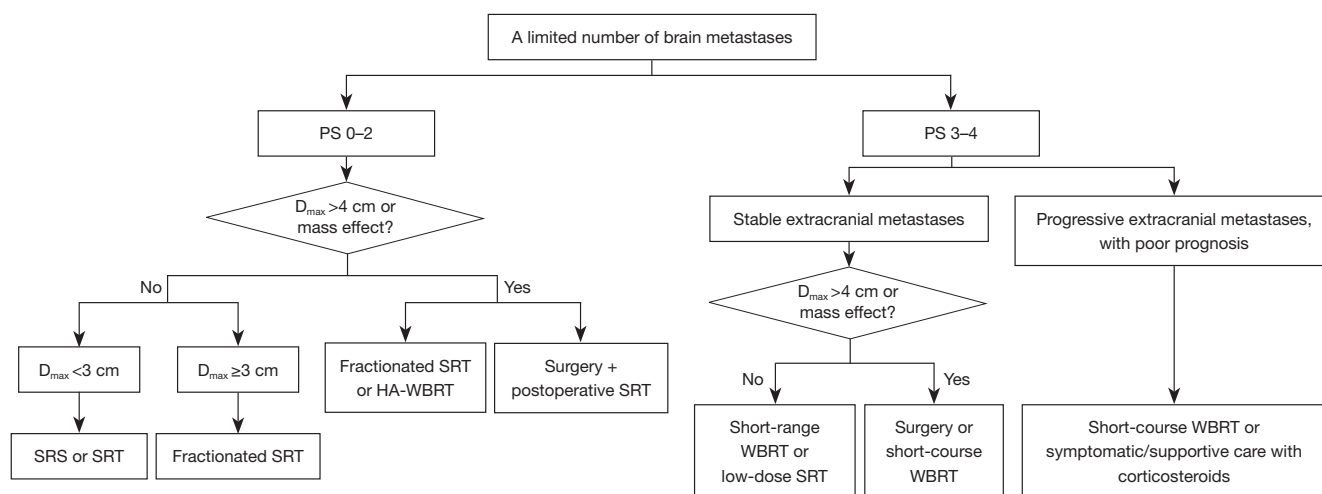 A limited number of brain metastases
PS 0–2
PS 3–4
Dmax >4 cm or
mass effect?
Stable extracranial metastases
Progressive extracranial metastases,
with poor prognosis
No
Yes
Dmax >4 cm or
mass effect?
Dmax <3 cm
Dmax ≥3 cm
Fractionated SRT
or HA-WBRT
Surgery +
postoperative SRT
No
Yes
SRS or SRT
Fractionated SRT
Short-range
WBRT or
low-dose SRT
Surgery or
short-course
WBRT
Short-course WBRT or
symptomatic/supportive care with
corticosteroids